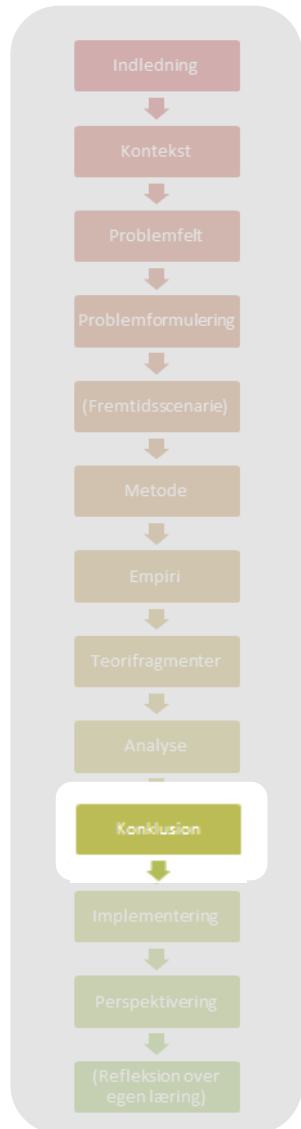 Indledning
Kontekst
Problemfelt
Problemformulering
(Fremtidsscenarie)
Metode
Empiri
Teorifragmenter
Analyse
Konklusion
Implementering
Perspektivering
(Refleksion over
egen læring)